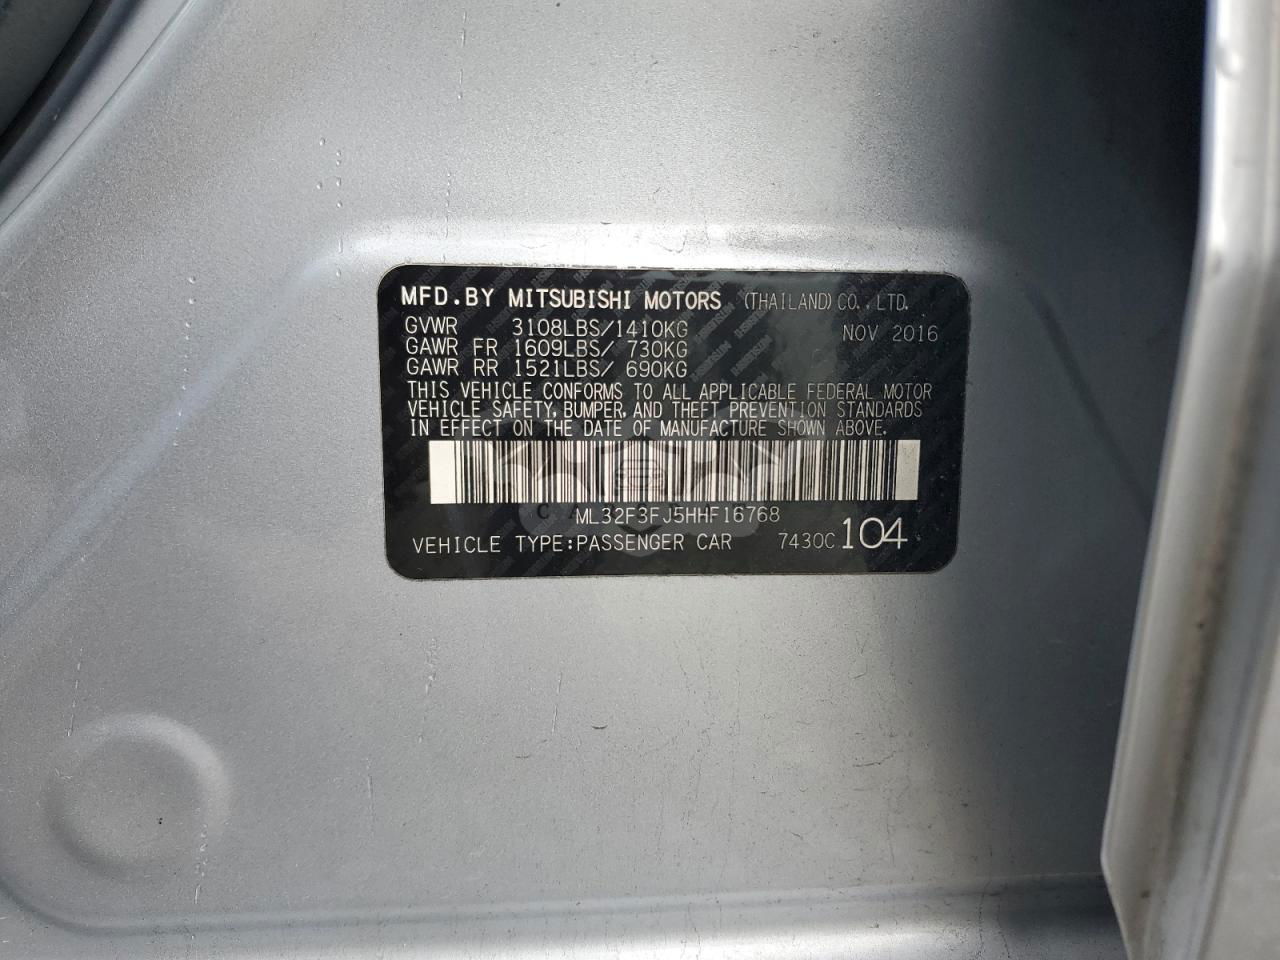 MFD.BY MITSUBISHI MOTORS (THAILAND) CO., LTD.
GVWR 3108LBS/1410KG NOV 2016
GAWR FR 1609LBS/ 730KG
GAWR RR 1521LBS/ 690KG
THIS VEHICLE CONFORMS TO ALL APPLICABLE FEDERAL MOTOR
VEHICLE SAFETY, BUMPER, AND THEFT PREVENTION STANDARDS
IN EFFECT ON THE DATE OF MANUFACTURE SHOWN ABOVE.
ML32F3FJ5HHF16768
VEHICLE TYPE:PASSENGER CAR 7430C 104